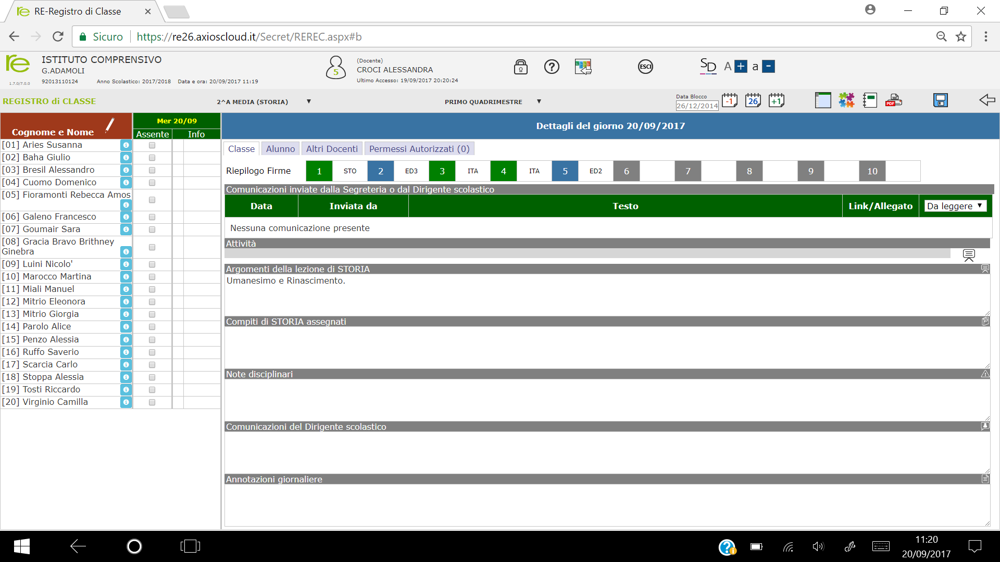 re RE-Registro di Classe
Sicuro https://re26.axioscloud.it/Secret/REREC.aspx#b
re
1.7.0/7.0.0
ISTITUTO COMPRENSIVO
G.ADAMOLI
92013110124 Anno Scolastico: 2017/2018 Data e ora: 20/09/2017 11:19
5
(Docente)
CROCI ALESSANDRA
Ultimo Accesso: 19/09/2017 20:20:24
? ESCI SD A + a -
REGISTRO di CLASSE 2^A MEDIA (STORIA) PRIMO QUADRIMESTRE
Data Blocco
26/12/2014
-1 26 +1 PDF
Cognome e Nome
Mer 20/09
Assente Info
[01] Aries Susanna
[02] Baha Giulio
[03] Bresil Alessandro
[04] Cuomo Domenico
[05] Fioramonti Rebecca Amos
[06] Galeno Francesco
[07] Goumair Sara
[08] Gracia Bravo Brithney
Ginebra
[09] Luini Nicolo'
[10] Marocco Martina
[11] Miali Manuel
[12] Mitrio Eleonora
[13] Mitrio Giorgia
[14] Parolo Alice
[15] Penzo Alessia
[16] Ruffo Saverio
[17] Scarcia Carlo
[18] Stoppa Alessia
[19] Tosti Riccardo
[20] Virginio Camilla
Dettagli del giorno 20/09/2017
Classe Alunno Altri Docenti Permessi Autorizzati (0)
Riepilogo Firme 1 STO 2 ED3 3 ITA 4 ITA 5 ED2 6 7 8 9 10
Comunicazioni inviate dalla Segreteria o dal Dirigente scolastico
Data Inviata da Testo Link/Allegato Da leggere
Nessuna comunicazione presente
Attività
Argomenti della lezione di STORIA
Umanesimo e Rinascimento.
Compiti di STORIA assegnati
Note disciplinari
Comunicazioni del Dirigente scolastico
Annotazioni giornaliere
11:20
20/09/2017